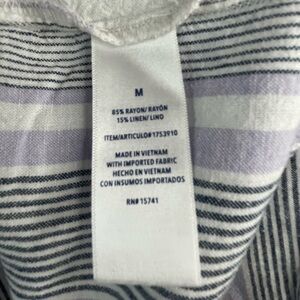 M
85% RAYON/RAYÓN
15% LINEN/LINO
ITEM/ARTICULO#1753910
MADE IN VIETNAM
WITH IMPORTED FABRIC
HECHO EN VIETNAM
CON INSUMOS IMPORTADOS
RN# 15741